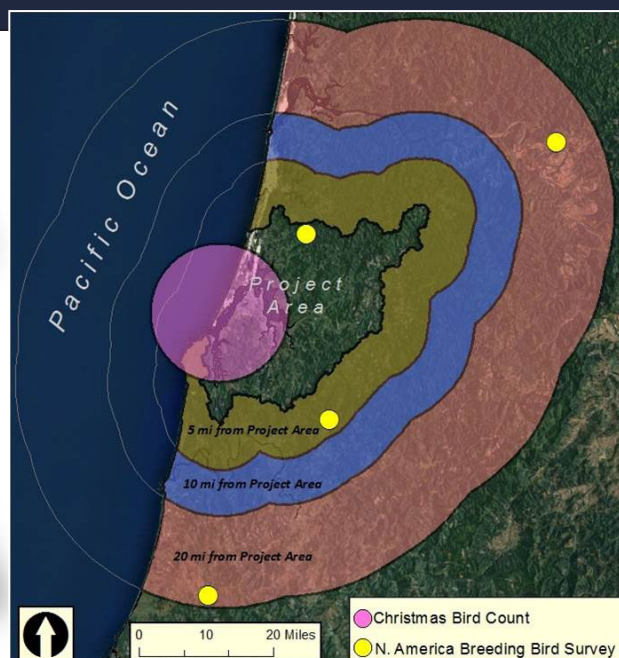 Pacific Ocean
Project
Area
5 mi from Project Area
10 mi from Project Area
20 mi from Project Area
0 10 20 Miles
Christmas Bird Count
N. America Breeding Bird Survey